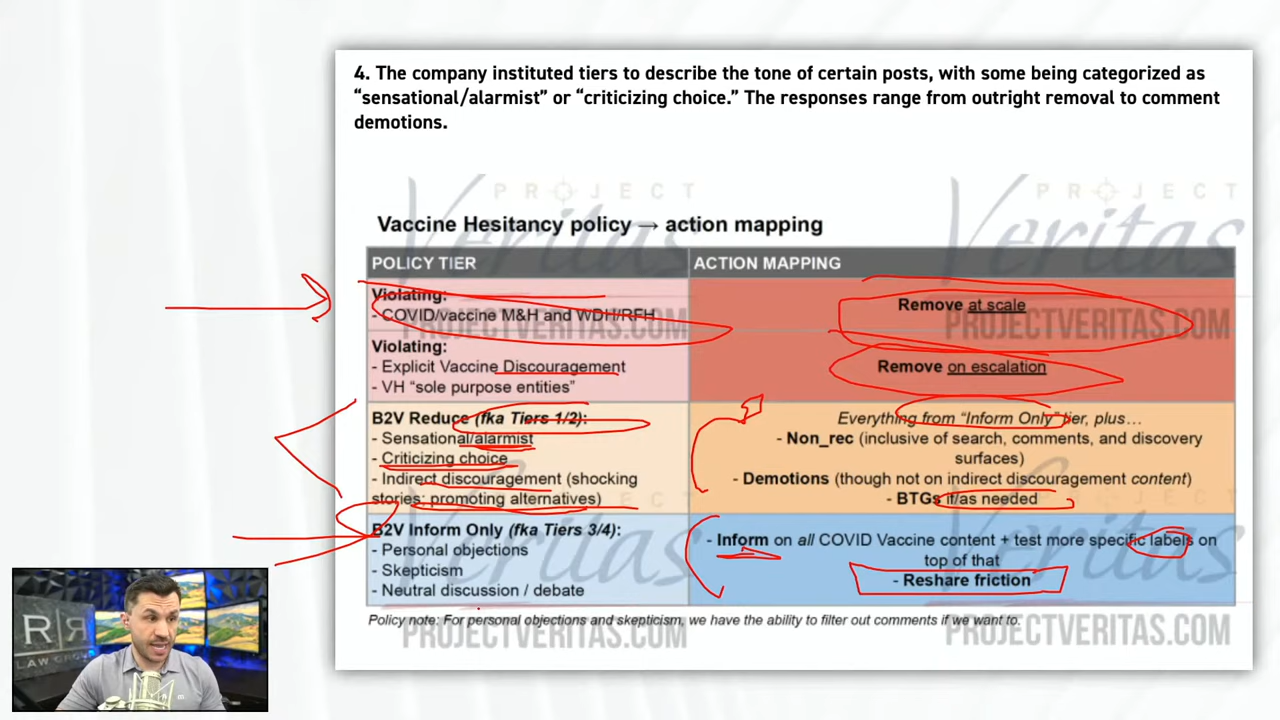 4. The company instituted tiers to describe the tone of certain posts, with some being categorized as
“sensational/alarmist” or “criticizing choice.” The responses range from outright removal to comment
demotions.
PROJECT
Veritas
PROJECT
Veritas
Vaccine Hesitancy policy → action mapping
POLICY TIER
ACTION MAPPING
Violating:
- COVID/vaccine M&H and WDH/RFH
Remove at scale
PROJECTVERITAS.COM
PROJECTVERITAS.COM
Violating:
- Explicit Vaccine Discouragement
- VH “sole purpose entities”
Remove on escalation
B2V Reduce (fka Tiers 1/2):
- Sensational/alarmist
- Criticizing choice
- Indirect discouragement (shocking
stories; promoting alternatives)
Everything from “Inform Only” tier, plus…
- Non_rec (inclusive of search, comments, and discovery
surfaces)
- Demotions (though not on indirect discouragement content)
- BTGs if/as needed
B2V Inform Only (fka Tiers 3/4):
- Personal objections
- Skepticism
- Neutral discussion / debate
- Inform on all COVID Vaccine content + test more specific labels on
top of that
- Reshare friction
Veritas
Veritas
Policy note: For personal objections and skepticism, we have the ability to filter out comments if we want to.
PROJECTVERITAS.COM
PROJECTVERITAS.COM
R R
LAW GROUP